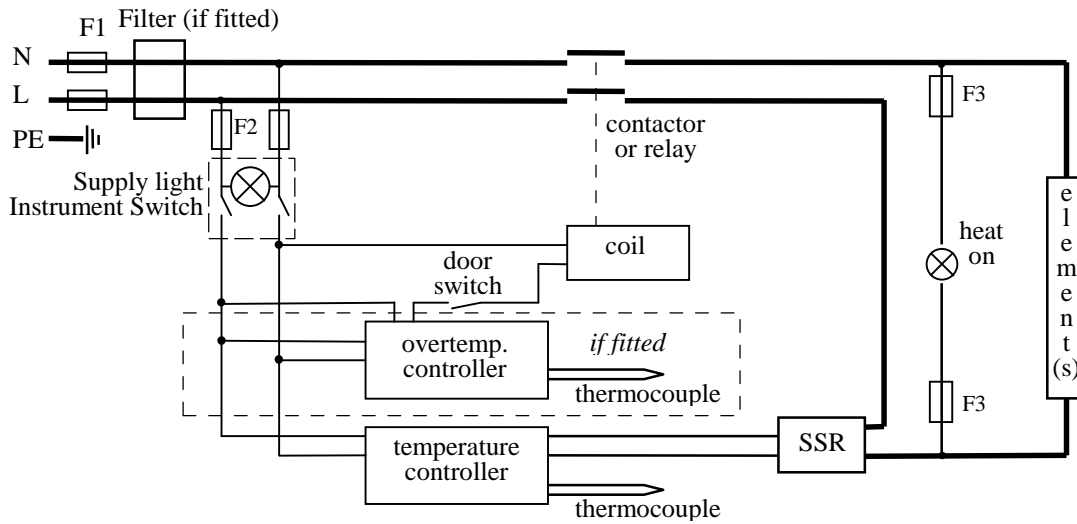 Filter (if fitted)
F1
N
L
PE
F2
F3
contactor
or relay
Supply light
Instrument Switch
coil
heat
on
element(s)
door
switch
overtemp.
controller
if fitted
thermocouple
F3
temperature
controller
SSR
thermocouple